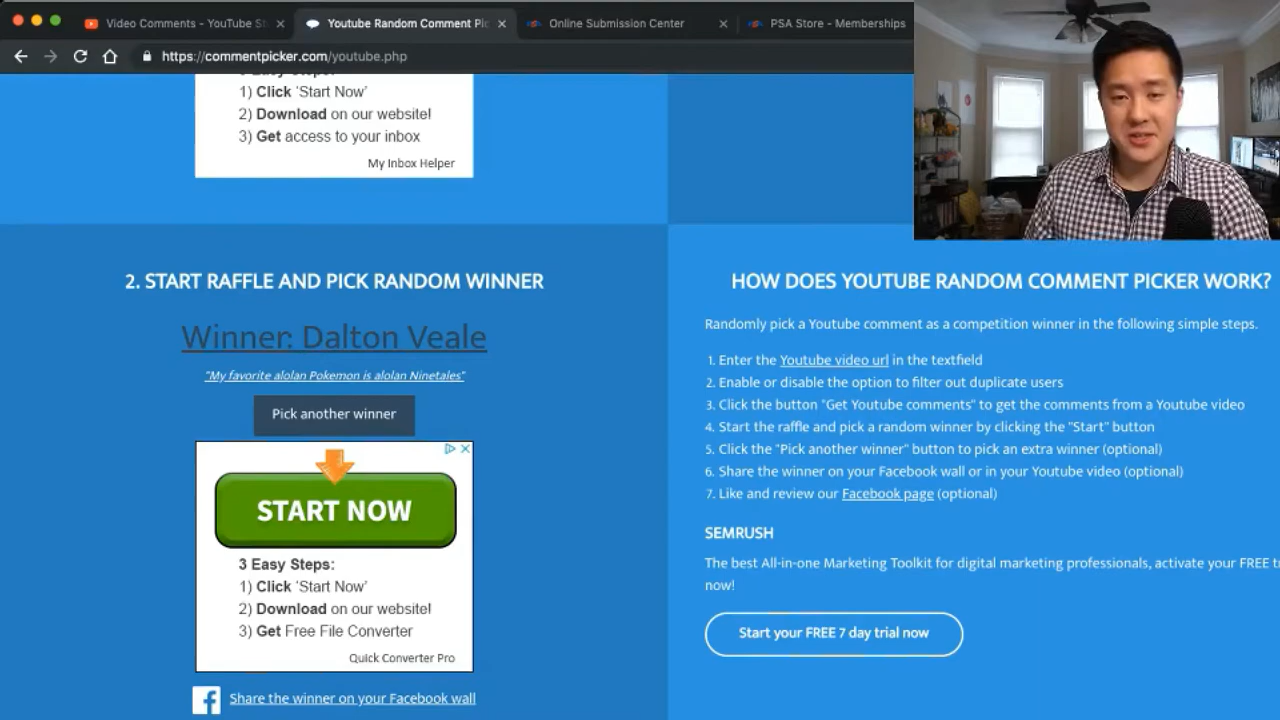 Video Comments - YouTube St
Youtube Random Comment Pic
Online Submission Center
PSA Store - Memberships
https://commentpicker.com/youtube.php
3 Easy Steps:
1) Click 'Start Now'
2) Download on our website!
3) Get access to your inbox
My Inbox Helper
2. START RAFFLE AND PICK RANDOM WINNER
Winner: Dalton Veale
"My favorite alolan Pokemon is alolan Ninetales"
Pick another winner
START NOW
3 Easy Steps:
1) Click 'Start Now'
2) Download on our website!
3) Get Free File Converter
Quick Converter Pro
Share the winner on your Facebook wall
HOW DOES YOUTUBE RANDOM COMMENT PICKER WORK?
Randomly pick a Youtube comment as a competition winner in the following simple steps.
1. Enter the Youtube video url in the textfield
2. Enable or disable the option to filter out duplicate users
3. Click the button "Get Youtube comments" to get the comments from a Youtube video
4. Start the raffle and pick a random winner by clicking the "Start" button
5. Click the "Pick another winner" button to pick an extra winner (optional)
6. Share the winner on your Facebook wall or in your Youtube video (optional)
7. Like and review our Facebook page (optional)
SEMRUSH
The best All-in-one Marketing Toolkit for digital marketing professionals, activate your FREE t
now!
Start your FREE 7 day trial now